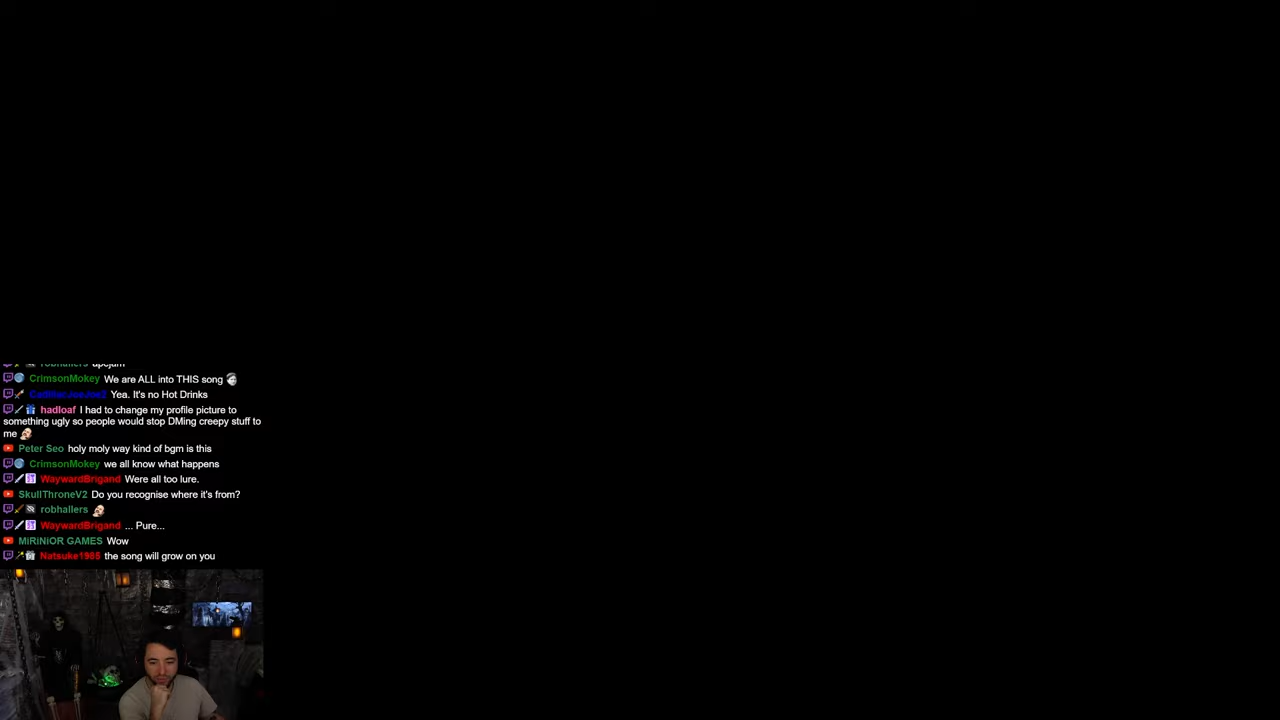 robhallers apejam
CrimsonMokey We are ALL into THIS song
CadillacJoeJoe2 Yea. It's no Hot Drinks
hadloaf I had to change my profile picture to
something ugly so people would stop DMing creepy stuff to
me
Peter Seo holy moly way kind of bgm is this
CrimsonMokey we all know what happens
WaywardBrigand Were all too lure.
SkullThroneV2 Do you recognise where it's from?
robhallers
WaywardBrigand ... Pure...
MiRiNiOR GAMES Wow
Natsuke1985 the song will grow on you